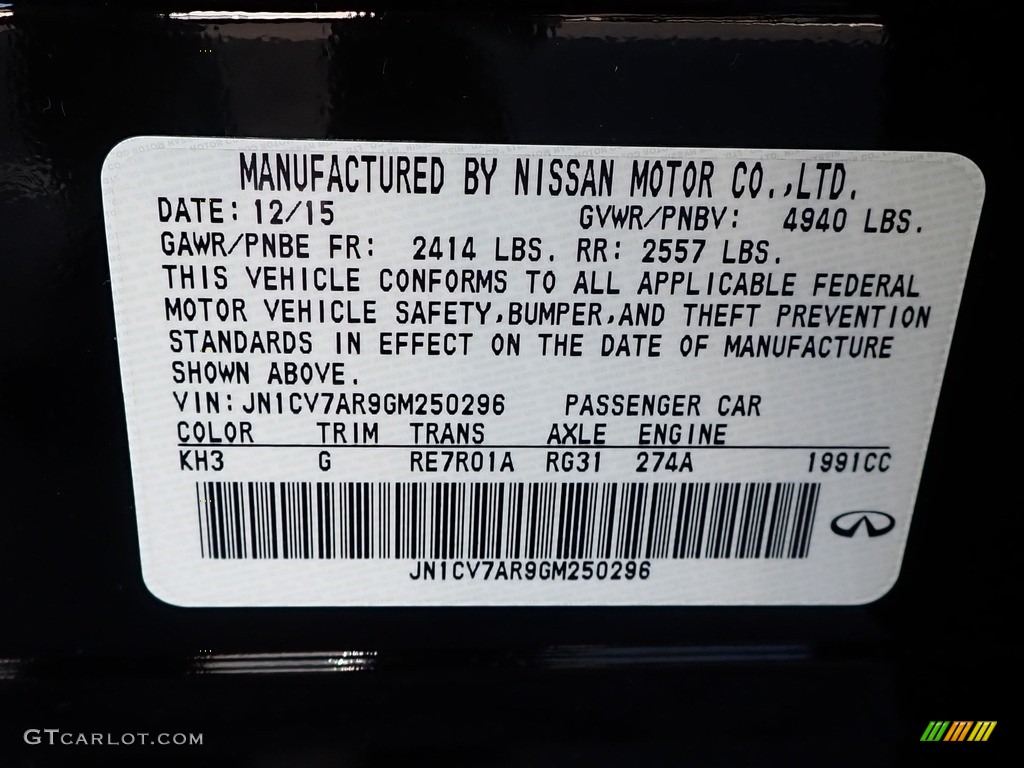 MANUFACTURED BY NISSAN MOTOR CO.,LTD.
DATE: 12/15 GVWR/PNBV: 4940 LBS.
GAWR/PNBE FR: 2414 LBS. RR: 2557 LBS.
THIS VEHICLE CONFORMS TO ALL APPLICABLE FEDERAL
MOTOR VEHICLE SAFETY,BUMPER,AND THEFT PREVENTION
STANDARDS IN EFFECT ON THE DATE OF MANUFACTURE
SHOWN ABOVE.
VIN:JN1CV7AR9GM250296 PASSENGER CAR
COLOR TRIM TRANS AXLE ENGINE
KH3 G RE7R01A RG31 274A 1991CC
JN1CV7AR9GM250296
GTCARLOT.COM